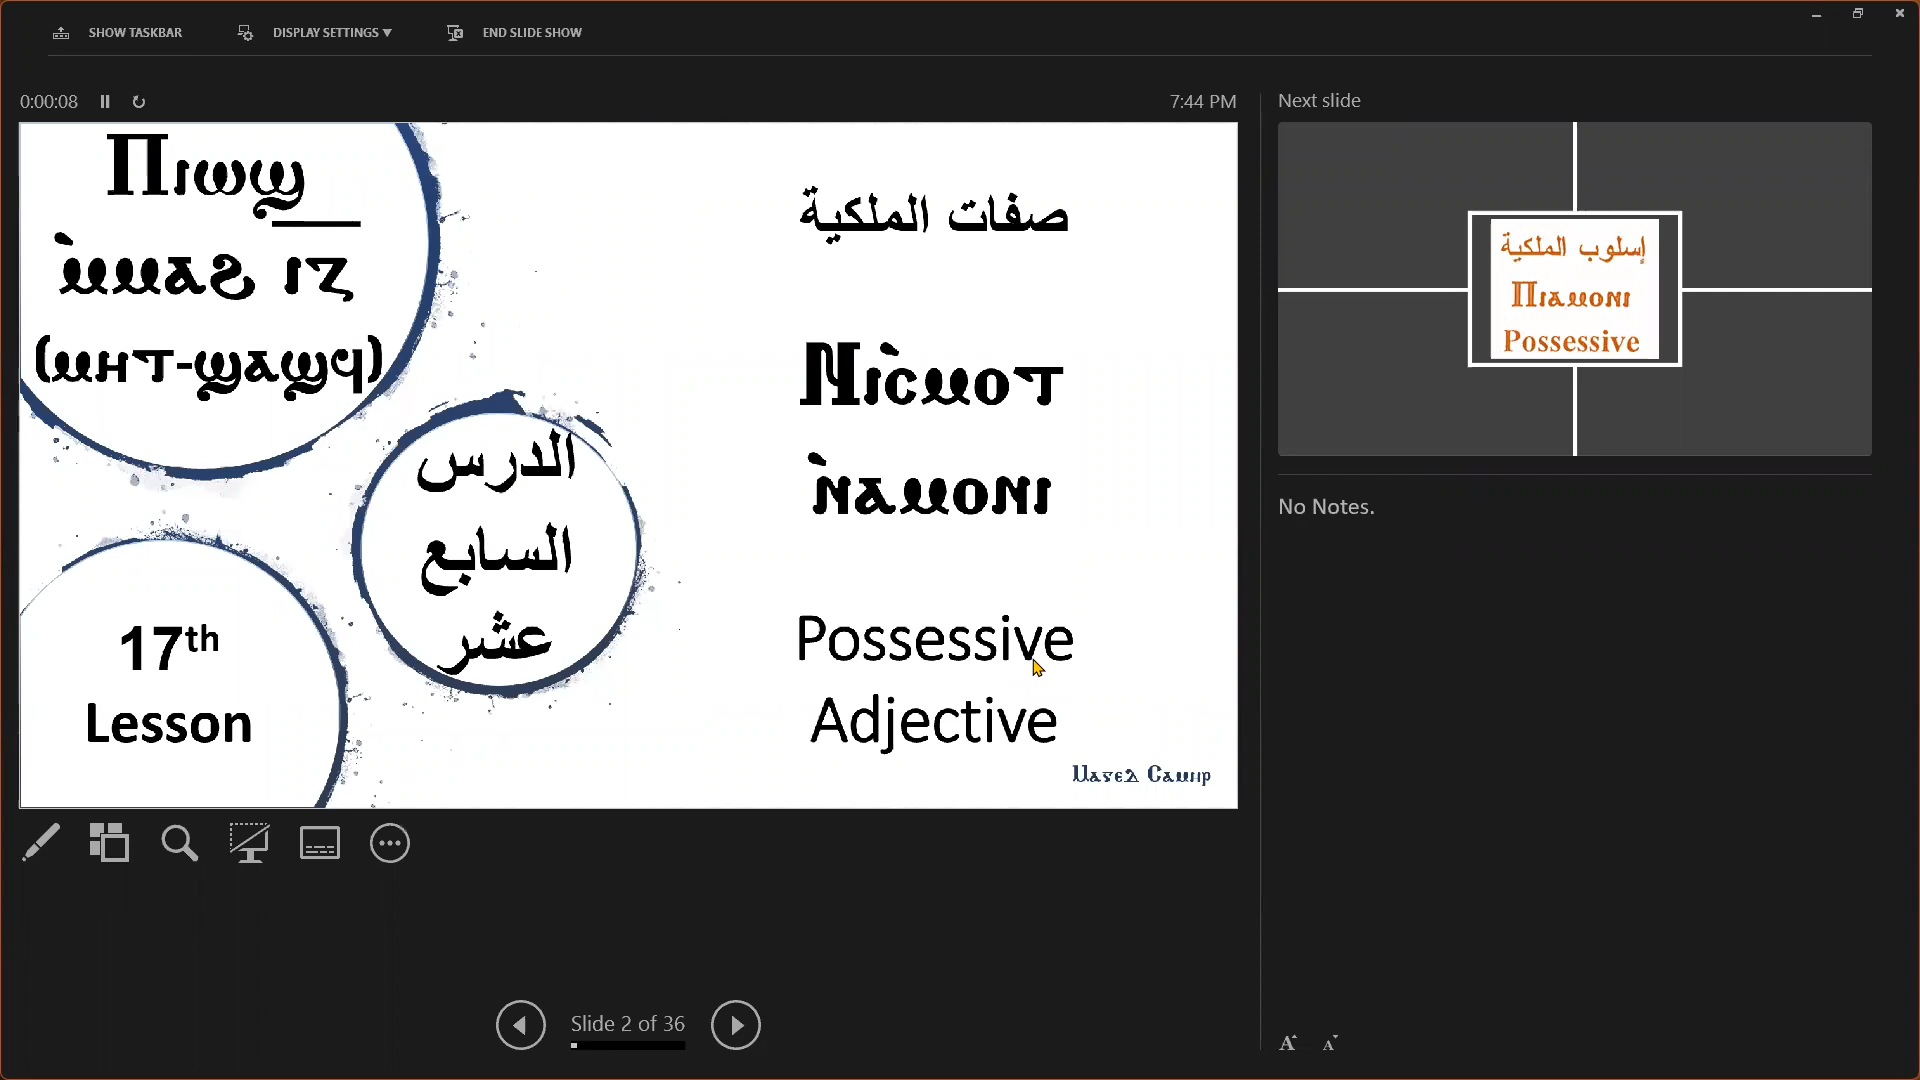 SHOW TASKBAR
DISPLAY SETTINGS ▼
END SLIDE SHOW
0:00:08
7:44 PM
Next slide
Ⲡⲓⲱϣ
ⲙ̀ⲙⲁϩ ⲓ̅ⲍ̅
(ⲙⲏⲧ-ϣⲁϣϥ)
الدرس
السابع
عشر
17th
Lesson
صفات الملكية
Ⲛⲓⲥ̀ⲙⲟⲧ
ⲛ̀ⲁⲙⲟⲛⲓ
Possessive
Adjective
إسلوب الملكية
Ⲡⲓⲁⲙⲟⲛⲓ
Possessive
No Notes.
Slide 2 of 36